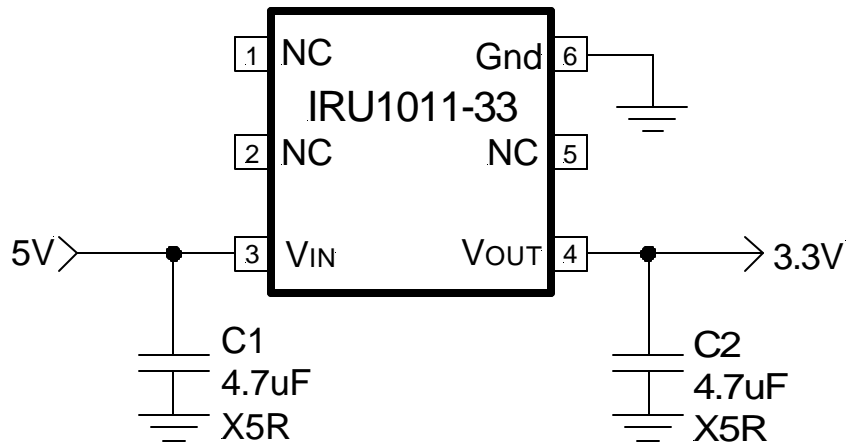 1 NC Gnd 6
IRU1011-33
2 NC NC 5
5V 3 VIN VOUT 4 3.3V
C1
4.7uF
X5R
C2
4.7uF
X5R